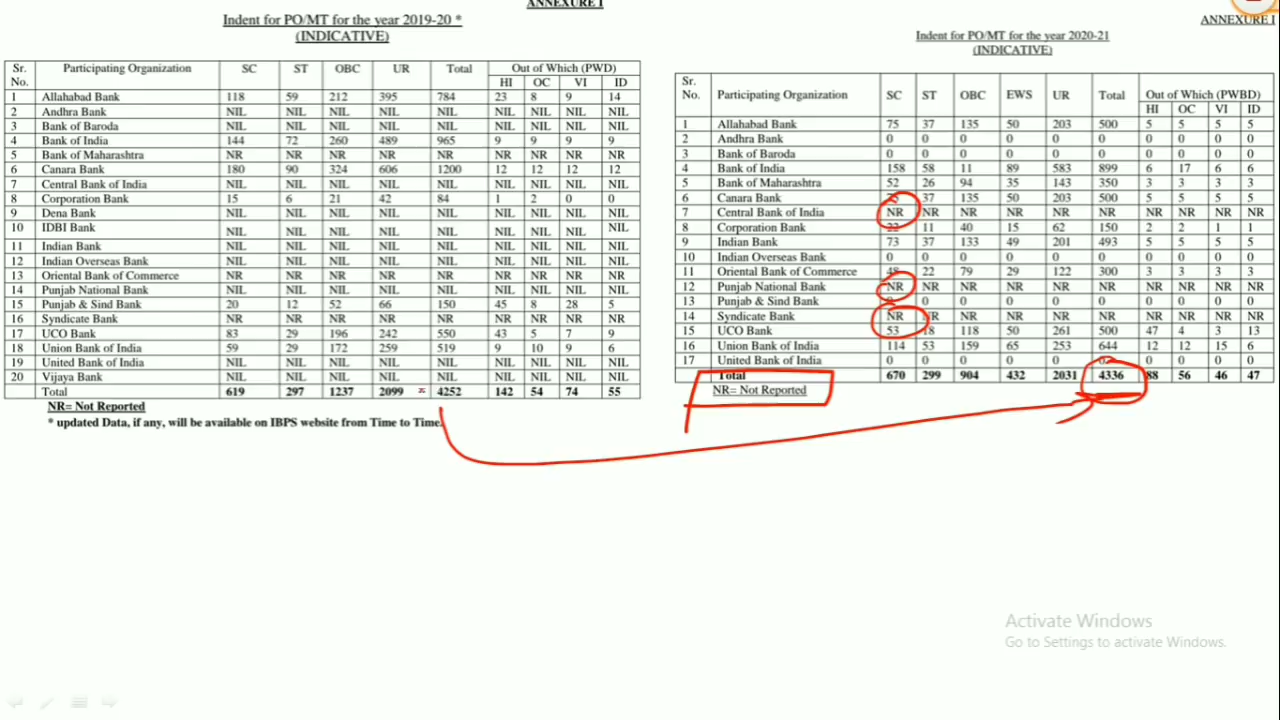 ANNEXURE I
Indent for PO/MT for the year 2019-20 *
(INDICATIVE)
Sr. No. Participating Organization SC ST OBC UR Total Out of Which (PWD)
HI OC VI ID
1 Allahabad Bank 118 59 212 395 784 23 8 9 14
2 Andhra Bank NIL NIL NIL NIL NIL NIL NIL NIL NIL
3 Bank of Baroda NIL NIL NIL NIL NIL NIL NIL NIL NIL
4 Bank of India 144 72 260 489 965 9 9 9 9
5 Bank of Maharashtra NR NR NR NR NR NR NR NR NR
6 Canara Bank 180 90 324 606 1200 12 12 12 12
7 Central Bank of India NIL NIL NIL NIL NIL NIL NIL NIL NIL
8 Corporation Bank 15 6 21 42 84 1 2 0 0
9 Dena Bank NIL NIL NIL NIL NIL NIL NIL NIL NIL
10 IDBI Bank NIL NIL NIL NIL NIL NIL NIL NIL NIL
11 Indian Bank NIL NIL NIL NIL NIL NIL NIL NIL NIL
12 Indian Overseas Bank NIL NIL NIL NIL NIL NIL NIL NIL NIL
13 Oriental Bank of Commerce NR NR NR NR NR NR NR NR NR
14 Punjab National Bank NIL NIL NIL NIL NIL NIL NIL NIL NIL
15 Punjab & Sind Bank 20 12 52 66 150 45 8 28 5
16 Syndicate Bank NR NR NR NR NR NR NR NR NR
17 UCO Bank 83 29 196 242 550 43 5 7 9
18 Union Bank of India 59 29 172 259 519 9 10 9 6
19 United Bank of India NIL NIL NIL NIL NIL NIL NIL NIL NIL
20 Vijaya Bank NIL NIL NIL NIL NIL NIL NIL NIL NIL
Total 619 297 1237 2099 4252 142 54 74 55
NR= Not Reported
* updated Data, if any, will be available on IBPS website from Time to Time.
ANNEXURE I
Indent for PO/MT for the year 2020-21
(INDICATIVE)
Sr. No. Participating Organization SC ST OBC EWS UR Total Out of Which (PWBD)
HI OC VI ID
1 Allahabad Bank 75 37 135 50 203 500 5 5 5 5
2 Andhra Bank 0 0 0 0 0 0 0 0 0 0
3 Bank of Baroda 0 0 0 0 0 0 0 0 0 0
4 Bank of India 158 58 11 89 583 899 6 17 6 6
5 Bank of Maharashtra 52 26 94 35 143 350 3 3 3 3
6 Canara Bank 37 135 50 203 500 5 5 5 5
7 Central Bank of India NR NR NR NR NR NR NR NR NR NR
8 Corporation Bank 22 11 40 15 62 150 2 2 1 1
9 Indian Bank 73 37 133 49 201 493 5 5 5 5
10 Indian Overseas Bank 0 0 0 0 0 0 0 0 0 0
11 Oriental Bank of Commerce 48 22 79 29 122 300 3 3 3 3
12 Punjab National Bank NR NR NR NR NR NR NR NR NR NR
13 Punjab & Sind Bank 0 0 0 0 0 0 0 0 0
14 Syndicate Bank NR NR NR NR NR NR NR NR NR NR
15 UCO Bank 53 18 118 50 261 500 47 4 3 13
16 Union Bank of India 114 53 159 65 253 644 12 12 15 6
17 United Bank of India 0 0 0 0 0 0 0 0 0
Total 670 299 904 432 2031 4336 88 56 46 47
NR= Not Reported
Activate Windows
Go to Settings to activate Windows.